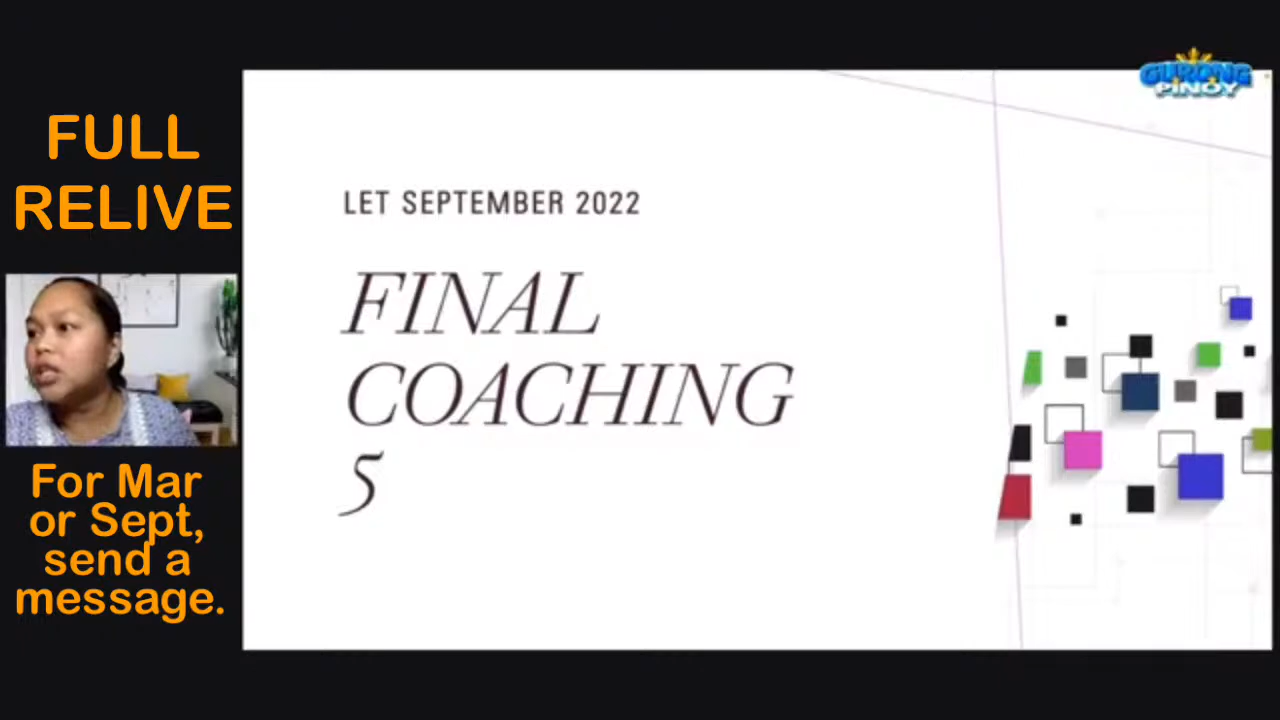 FULL
RELIVE
For Mar
or Sept,
send a
message.
LET SEPTEMBER 2022
FINAL
COACHING
5
GURONG
PINOY